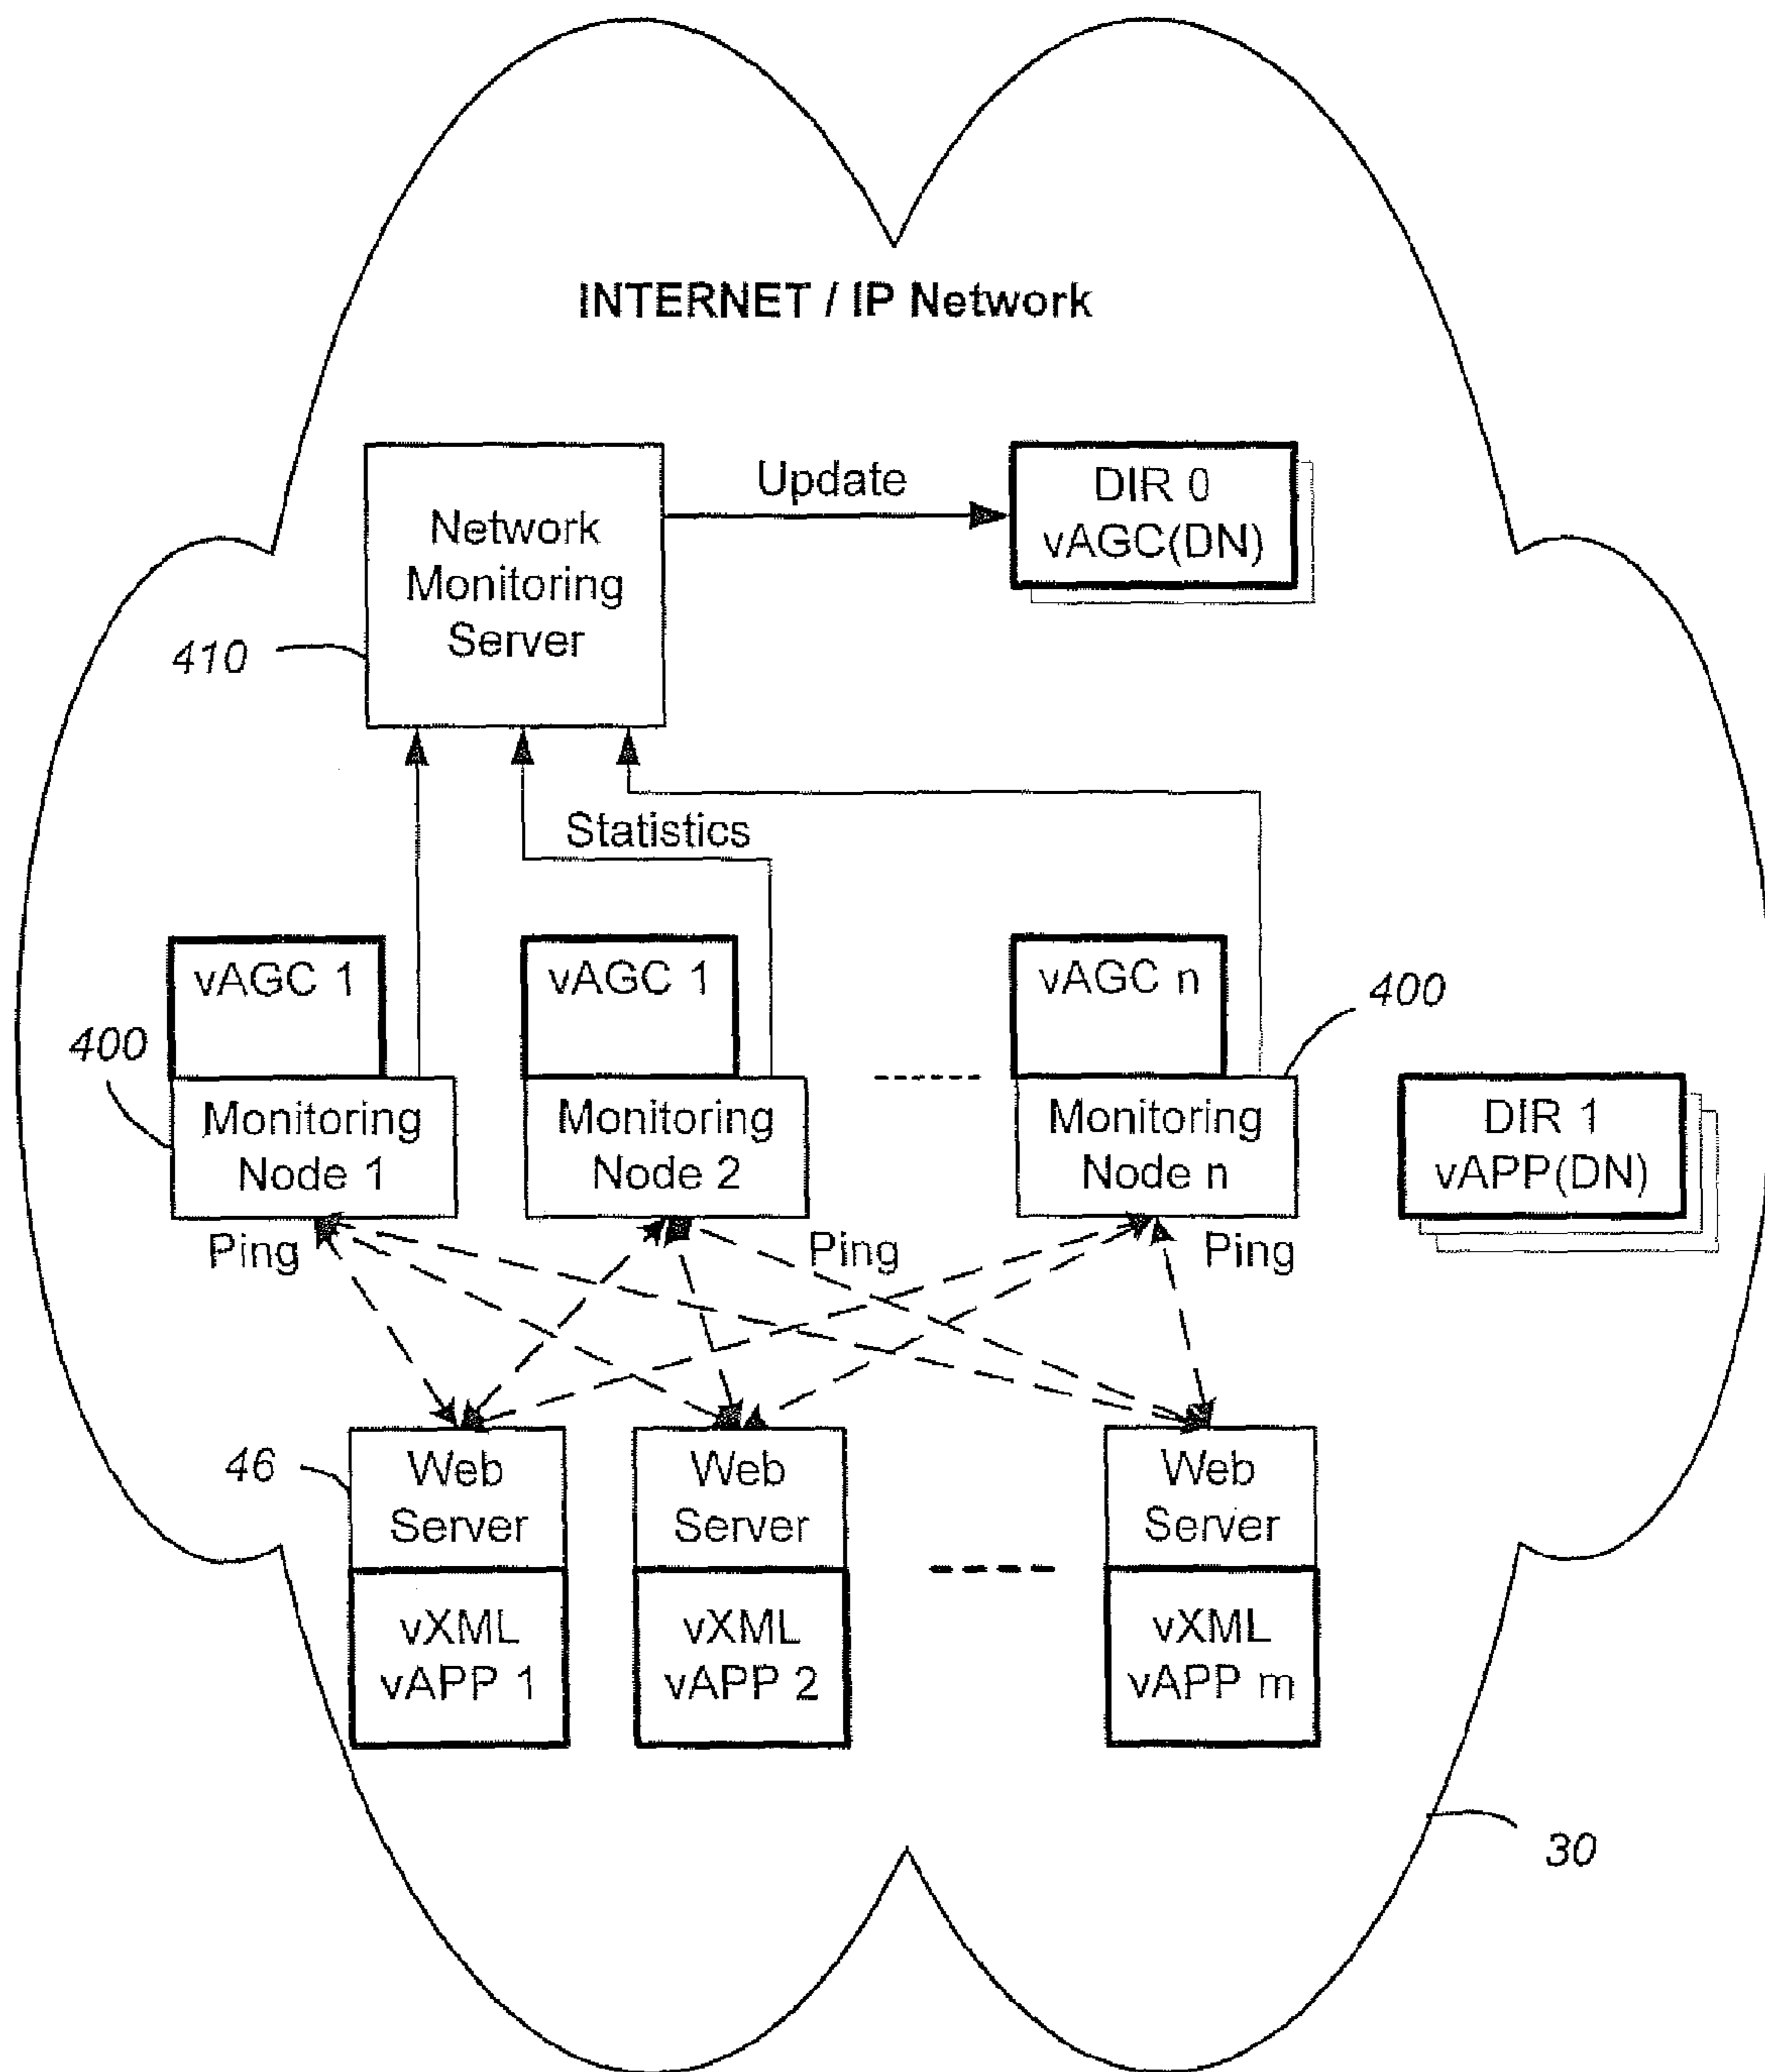 INTERNET / IP Network
Update
DIR 0
vAGC(DN)
Network
Monitoring
Server
410
Statistics
vAGC 1
vAGC 1
vAGC n
400
400
Monitoring
Node 1
Monitoring
Node 2
Monitoring
Node n
DIR 1
vAPP(DN)
Ping
Ping
Ping
46
Web
Server
Web
Server
Web
Server
vXML
vAPP 1
vXML
vAPP 2
vXML
vAPP m
30